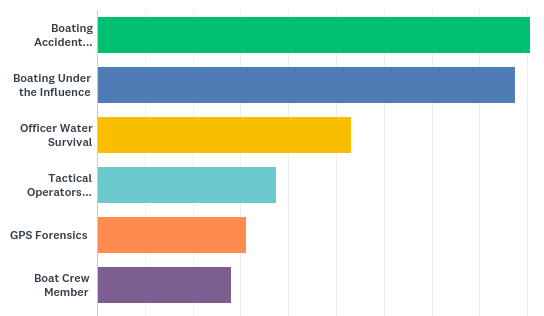 Boating
Accident...
Boating Under
the Influence
Officer Water
Survival
Tactical
Operators...
GPS Forensics
Boat Crew
Member